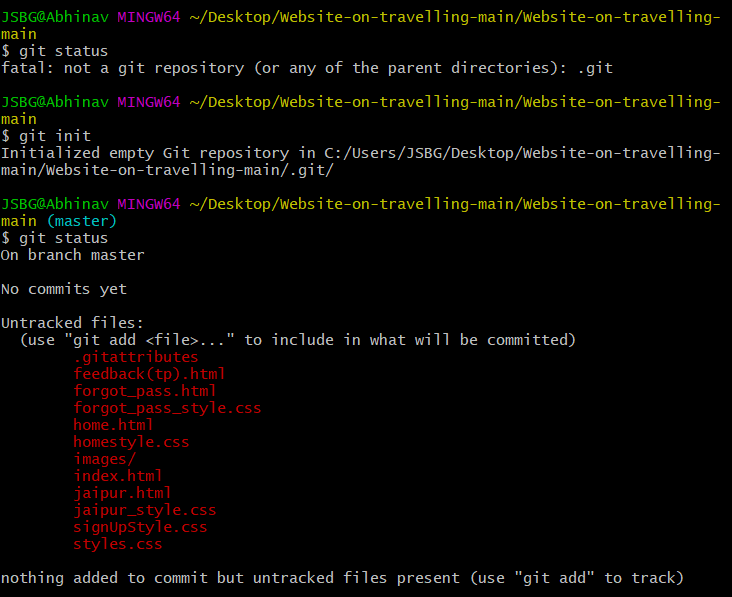 JSBG@Abhinav MINGW64 ~/Desktop/Website-on-travelling-main/Website-on-travelling-
main
$ git status
fatal: not a git repository (or any of the parent directories): .git
JSBG@Abhinav MINGW64 ~/Desktop/Website-on-travelling-main/Website-on-travelling-
main
$ git init
Initialized empty Git repository in C:/Users/JSBG/Desktop/Website-on-travelling-
main/Website-on-travelling-main/.git/
JSBG@Abhinav MINGW64 ~/Desktop/Website-on-travelling-main/Website-on-travelling-
main (master)
$ git status
On branch master
No commits yet
Untracked files:
  (use "git add <file>..." to include in what will be committed)
        .gitattributes
        feedback(tp).html
        forgot_pass.html
        forgot_pass_style.css
        home.html
        homestyle.css
        images/
        index.html
        jaipur.html
        jaipur_style.css
        signUpStyle.css
        styles.css
nothing added to commit but untracked files present (use "git add" to track)